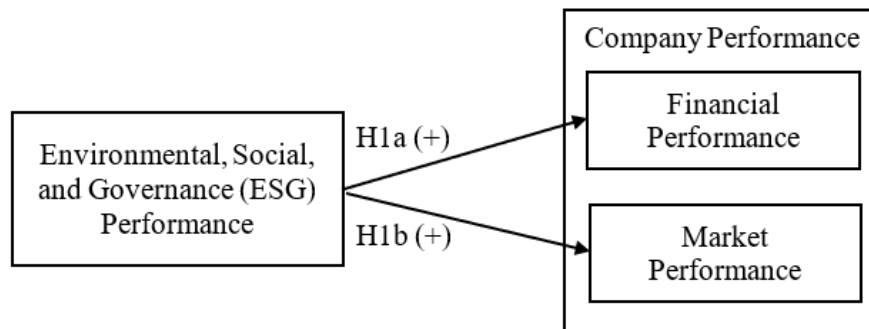 Company Performance
Financial
Performance
H1a (+)
Environmental, Social,
and Governance (ESG)
Performance
H1b (+)
Market
Performance